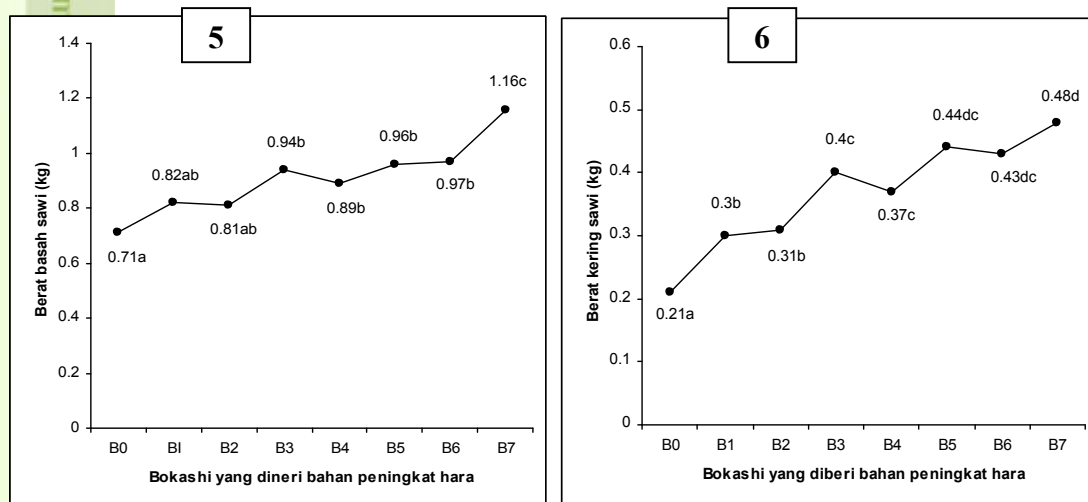 5
Berat basah sawi (kg)
1.4
1.2
1
0.8
0.6
0.4
0.2
0
0.71a
0.82ab
0.81ab
0.94b
0.89b
0.96b
0.97b
1.16c
B0 BI B2 B3 B4 B5 B6 B7
Bokashi yang dineri bahan peningkat hara
6
Berat kering sawi (kg)
0.6
0.5
0.4
0.3
0.2
0.1
0
0.21a
0.3b
0.31b
0.4c
0.37c
0.44dc
0.43dc
0.48d
B0 B1 B2 B3 B4 B5 B6 B7
Bokashi yang diberi bahan peningkat hara